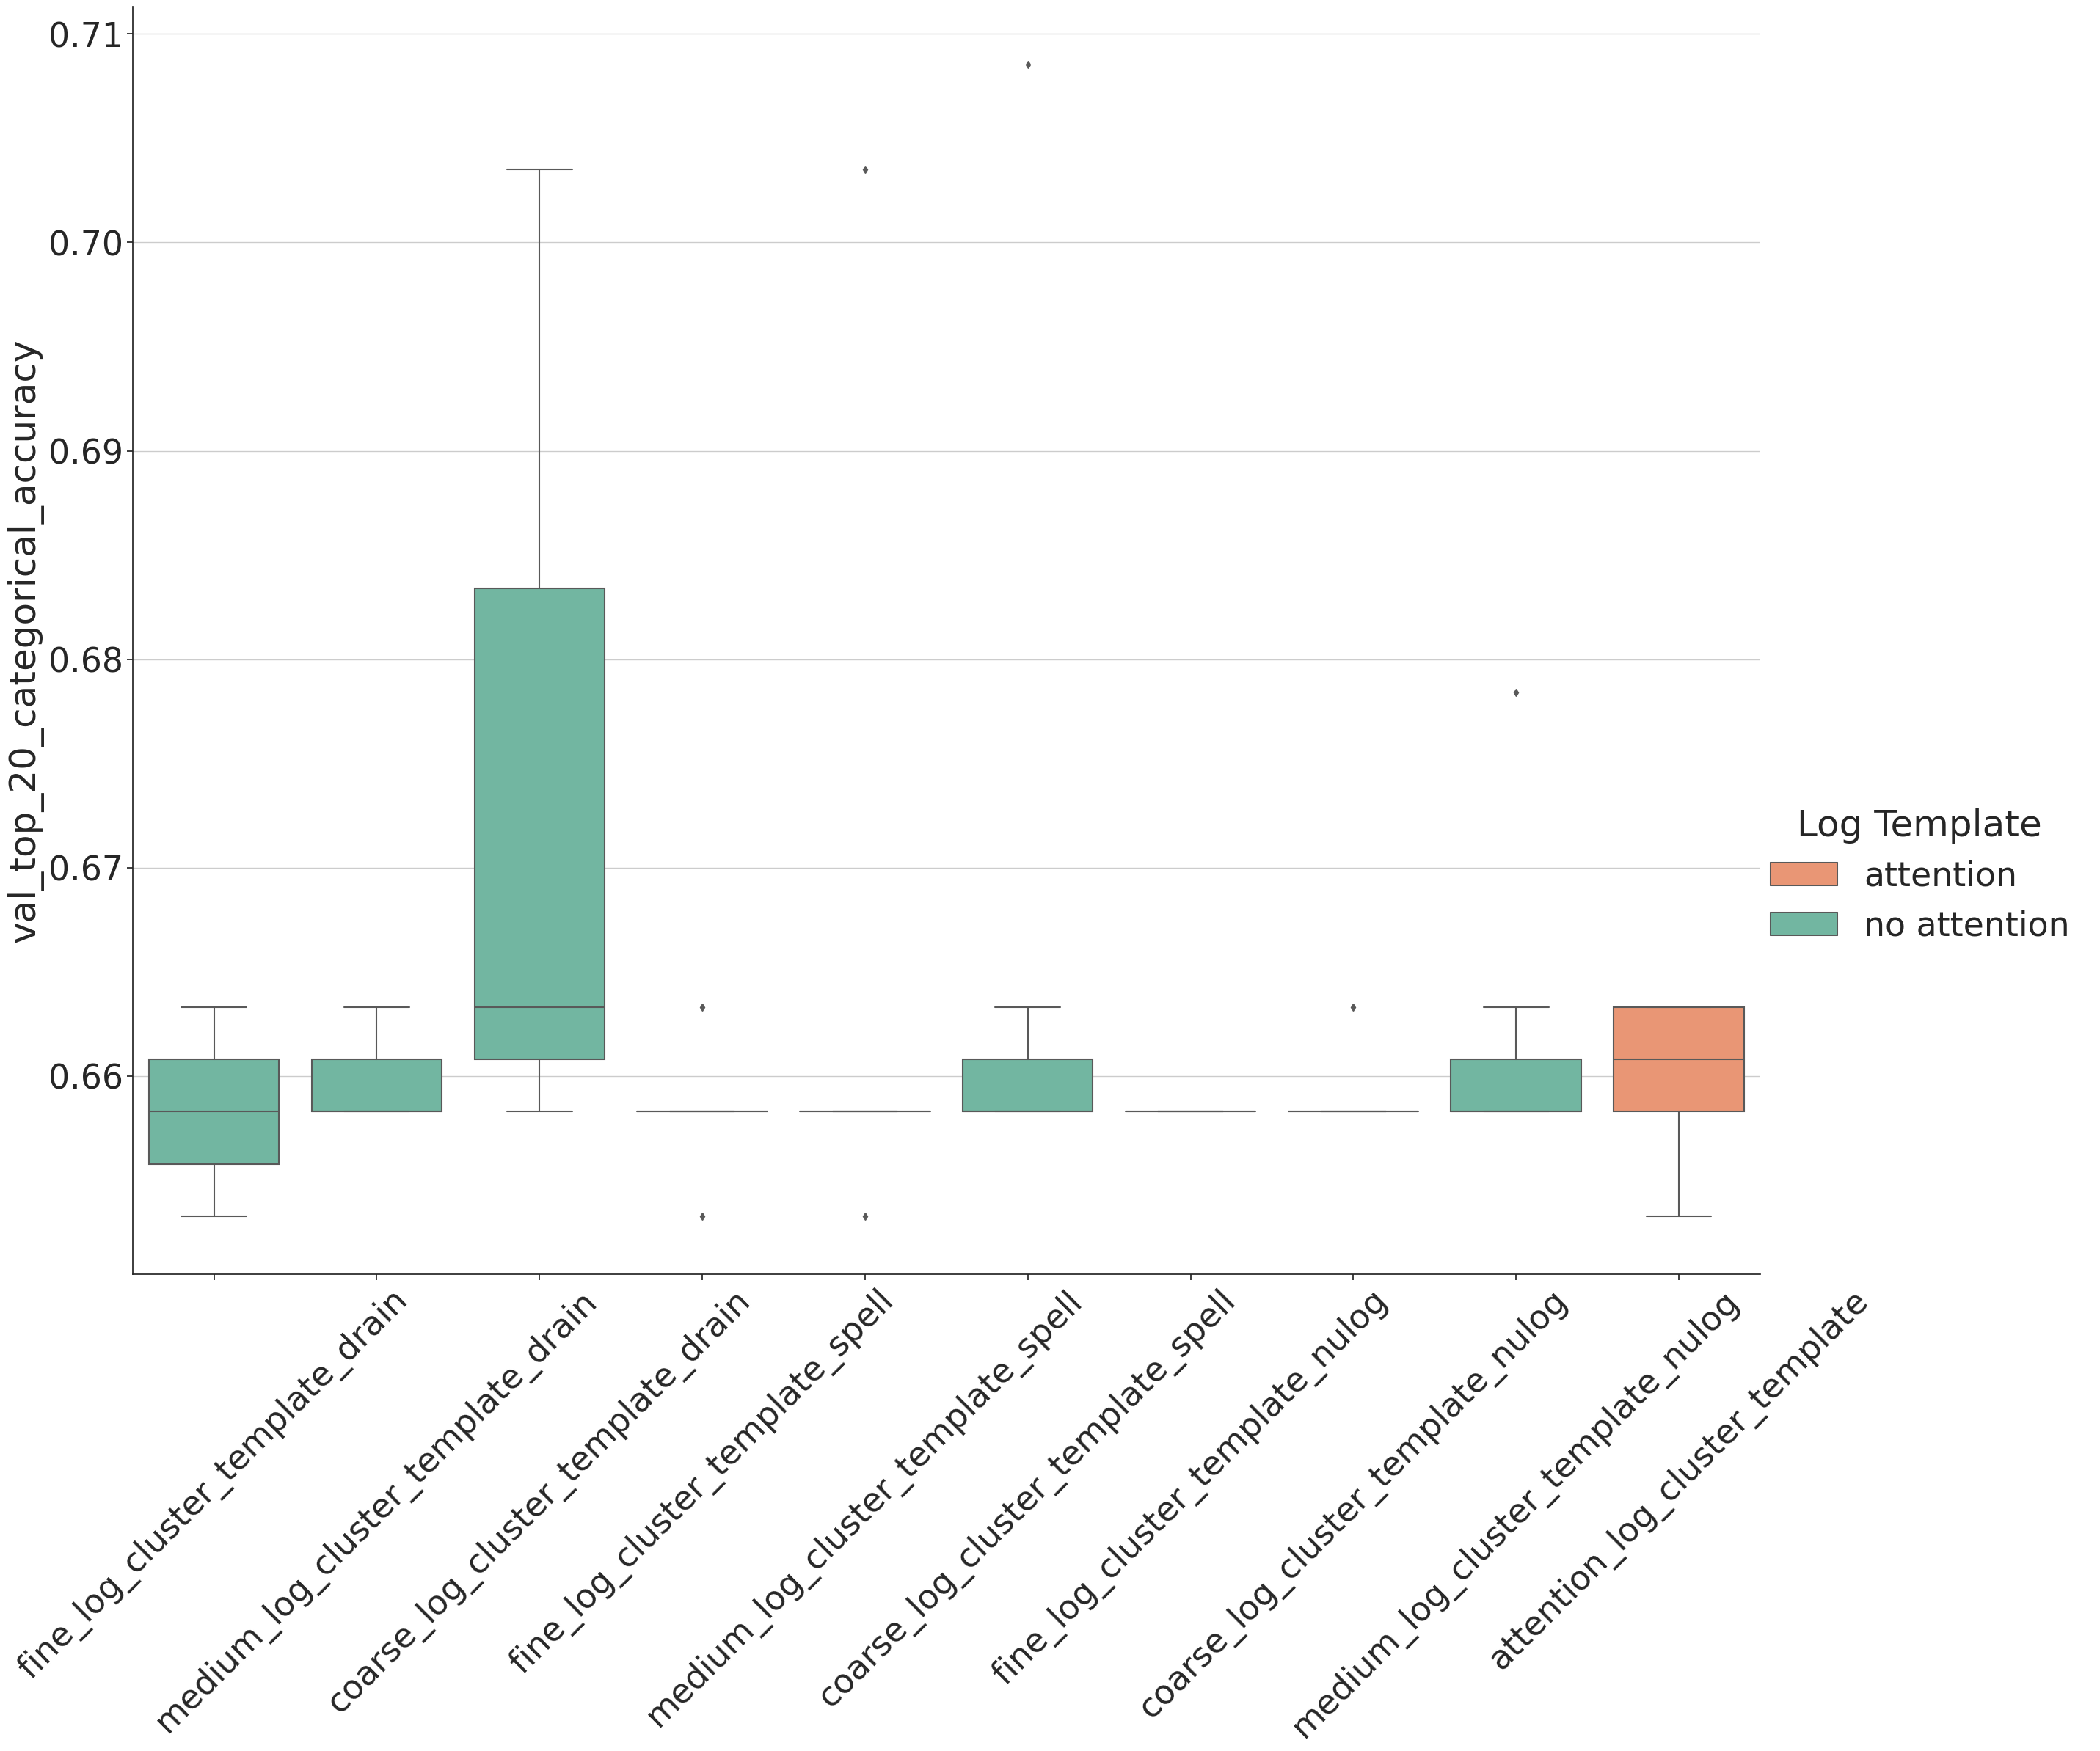 val_top_20_categorical_accuracy
0.71
0.70
0.69
0.68
0.67
0.66
fine_log_cluster_template_drain
medium_log_cluster_template_drain
coarse_log_cluster_template_drain
fine_log_cluster_template_spell
medium_log_cluster_template_spell
coarse_log_cluster_template_spell
fine_log_cluster_template_nulog
coarse_log_cluster_template_nulog
medium_log_cluster_template_nulog
attention_log_cluster_template
Log Template
attention
no attention